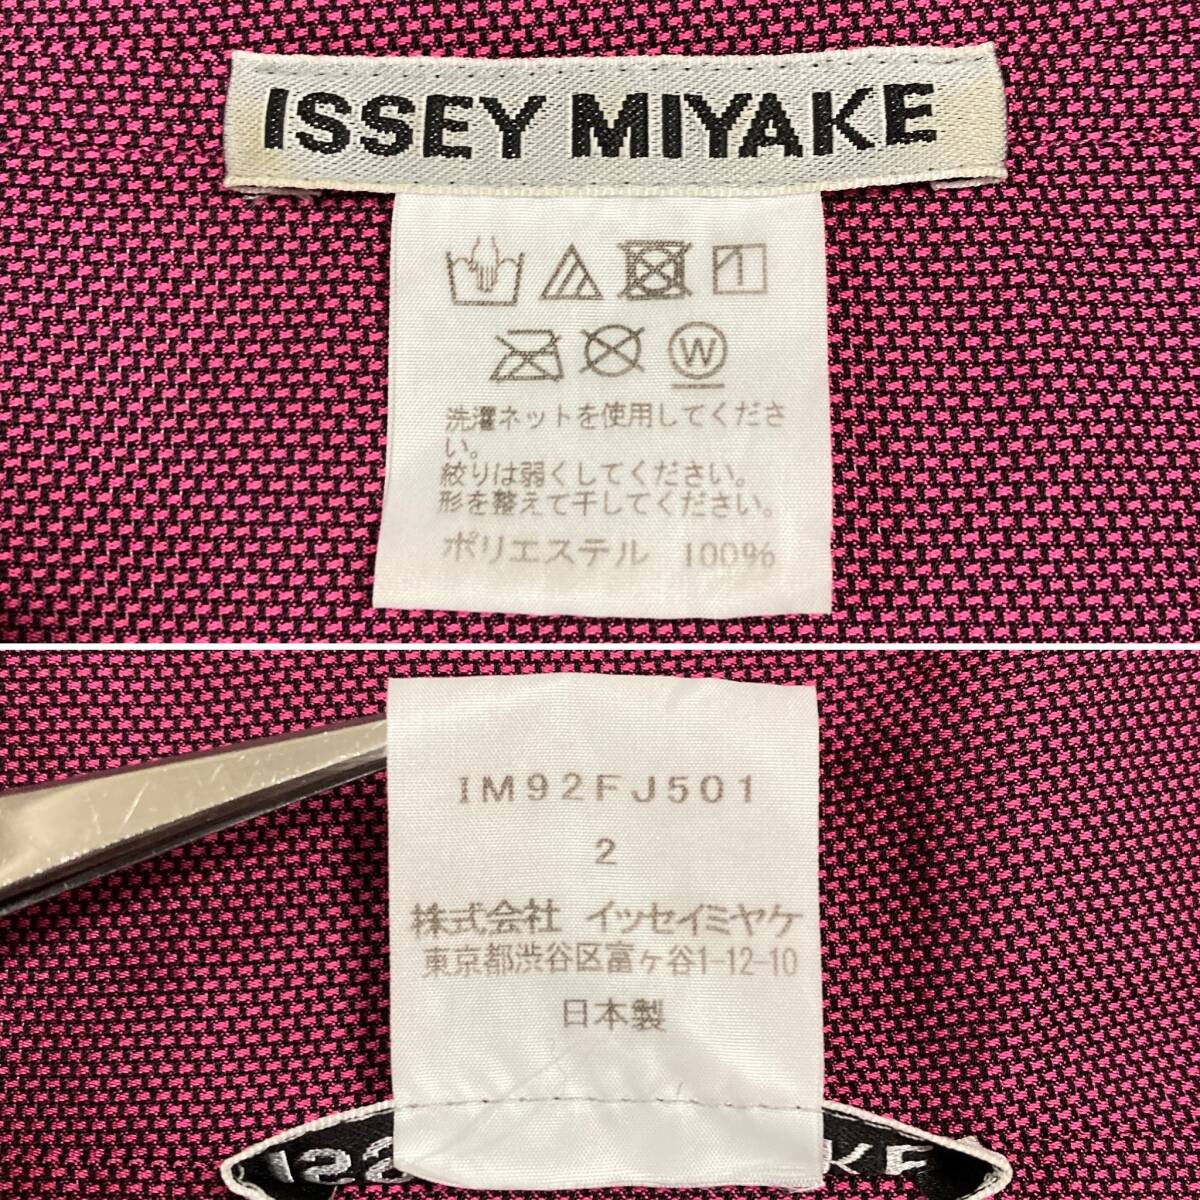 ISSEY MIYAKE
W
洗濯ネットを使用してくださ
い。
絞りは弱くしてください。
形を整えて干してください。
ポリエステル 100%
IM92FJ501
2
株式会社 イッセイミヤケ
東京都渋谷区富ヶ谷1-12-10
日本製